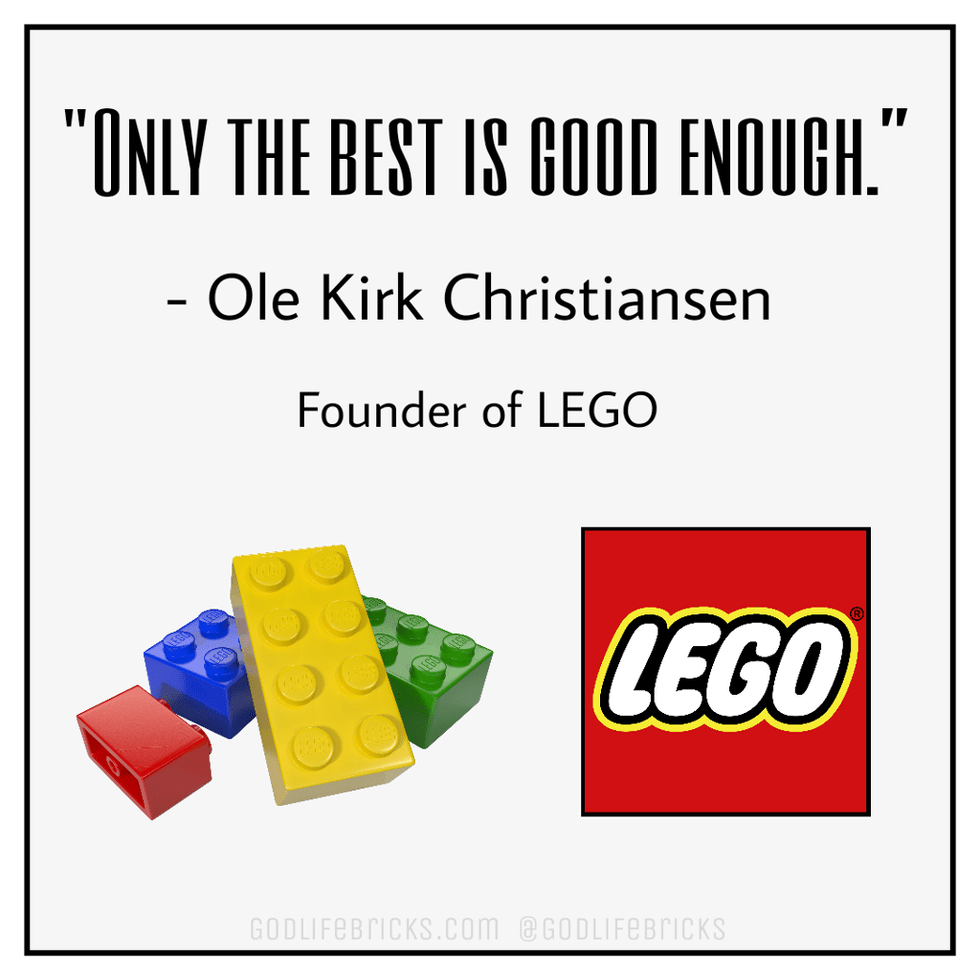 "Only the best is good enough."
- Ole Kirk Christiansen
Founder of LEGO
LEGO®
GODLIFEBRICKS.COM @GODLIFEBRICKS